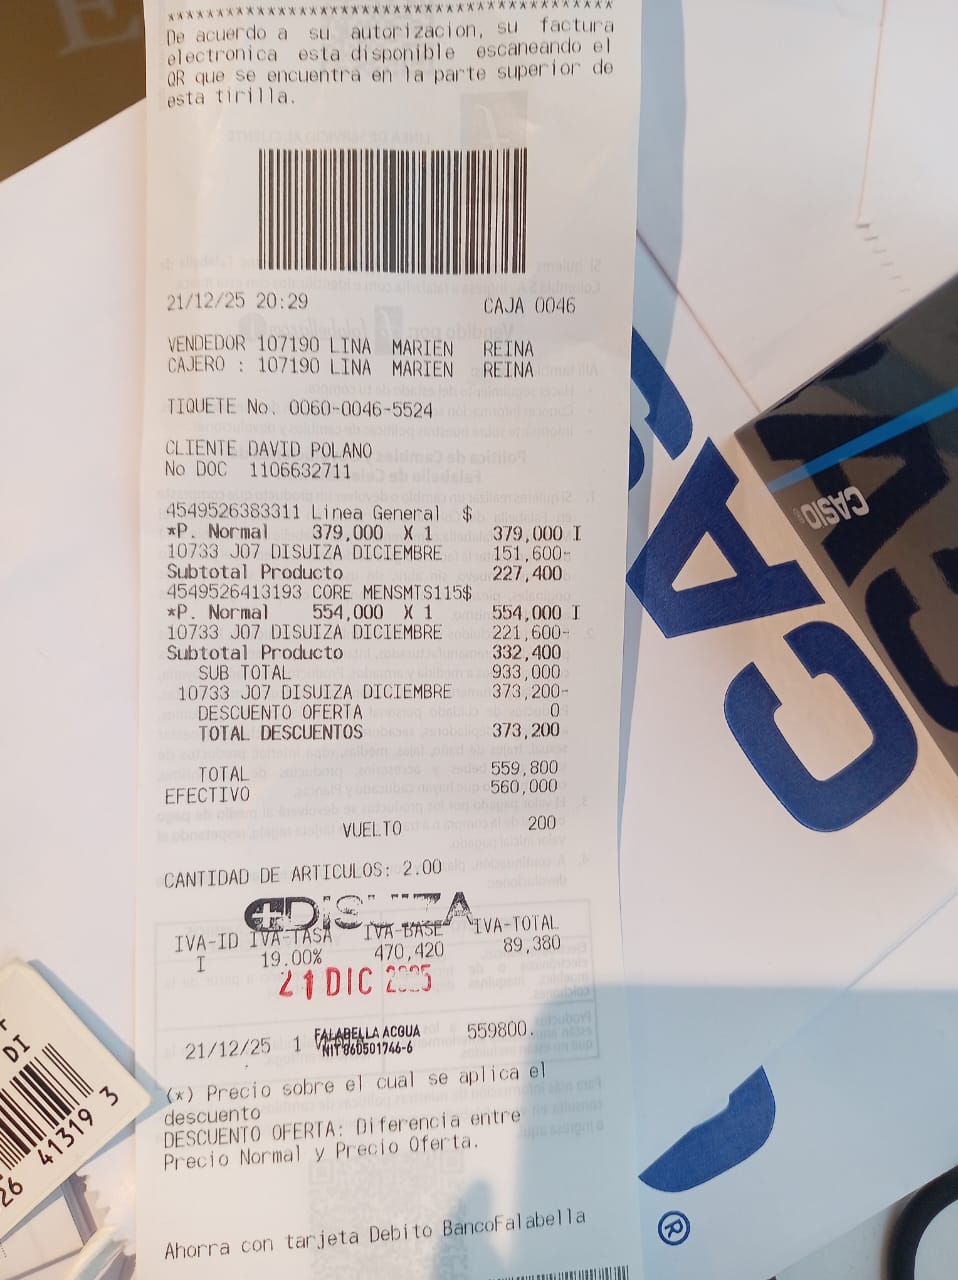 De acuerdo a su autorizacion, su factura
electronica esta disponible escaneando el
QR que se encuentra en la parte superior de
esta tirilla.
21/12/25 20:29 CAJA 0046
VENDEDOR 107190 LINA MARIEN REINA
CAJERO : 107190 LINA MARIEN REINA
TIQUETE No. 0060-0046-5524
CLIENTE DAVID POLANO
No DOC 1106632711
4549526383311 Linea General $
*P. Normal 379,000 X 1 379,000 I
10733 J07 DISUIZA DICIEMBRE 151,600-
Subtotal Producto 227,400
4549526413193 CORE MENSMTS115$
*P. Normal 554,000 X 1 554,000 I
10733 J07 DISUIZA DICIEMBRE 221,600-
Subtotal Producto 332,400
SUB TOTAL 933,000
10733 J07 DISUIZA DICIEMBRE 373,200-
DESCUENTO OFERTA 0
TOTAL DESCUENTOS 373,200
TOTAL 559,800
EFECTIVO 560,000
VUELTO 200
CANTIDAD DE ARTICULOS: 2.00
DISUIZA
IVA-ID IVA-TASA IVA-BASE IVA-TOTAL
I 19.00% 470,420 89,380
21 DIC 2025
21/12/25 1 559800.
FALABELLA ACQUA
NIT 860501746-6
(*) Precio sobre el cual se aplica el
descuento
DESCUENTO OFERTA: Diferencia entre
Precio Normal y Precio Oferta.
Ahorra con tarjeta Debito BancoFalabella
CASIO
DI
26 41319 3
®